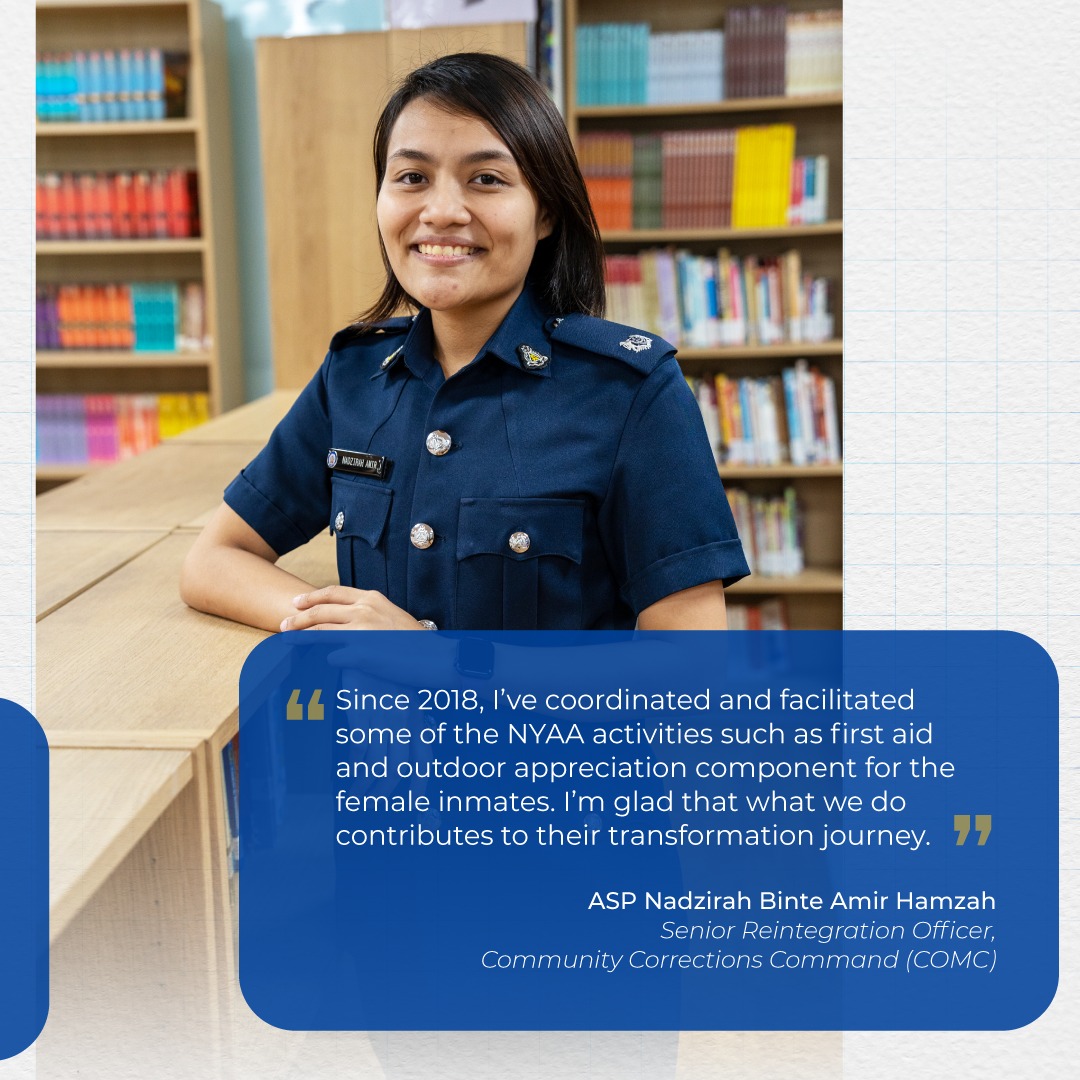 NADZIRAH AMIR
“Since 2018, I’ve coordinated and facilitated
some of the NYAA activities such as first aid
and outdoor appreciation component for the
female inmates. I’m glad that what we do
contributes to their transformation journey.”
ASP Nadzirah Binte Amir Hamzah
Senior Reintegration Officer,
Community Corrections Command (COMC)